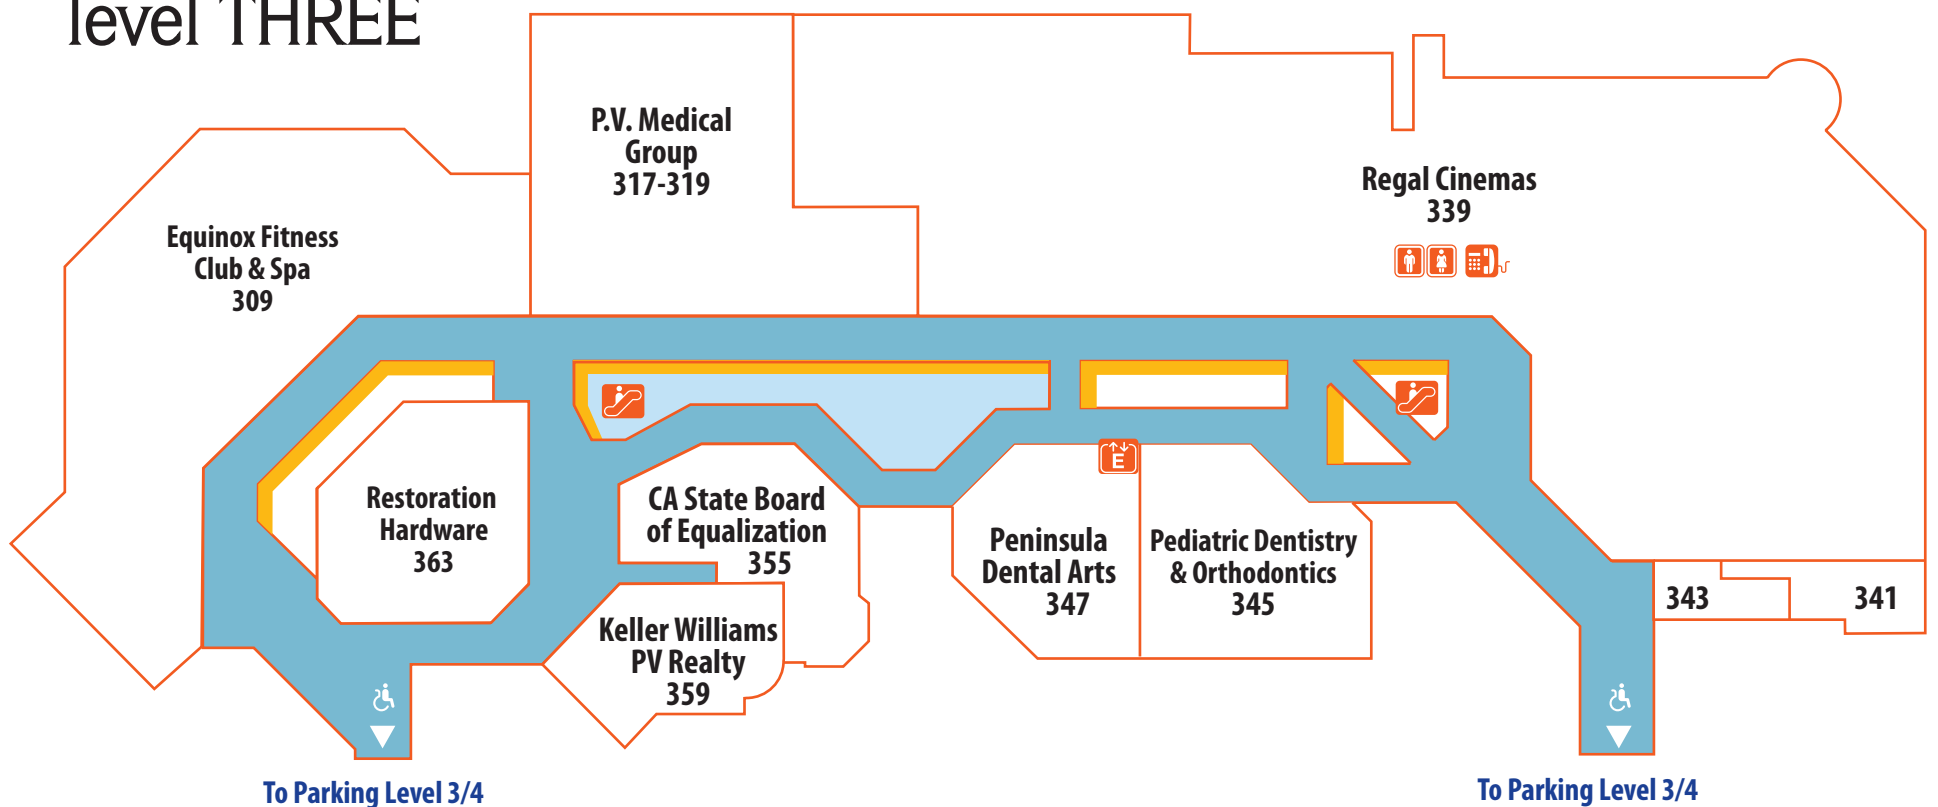 level THREE
P.V. Medical
Group
317-319
Regal Cinemas
339
Equinox Fitness
Club & Spa
309
E
Restoration
Hardware
363
CA State Board
of Equalization
355
Peninsula
Dental Arts
347
Pediatric Dentistry
& Orthodontics
345
343
341
Keller Williams
PV Realty
359
To Parking Level 3/4
To Parking Level 3/4